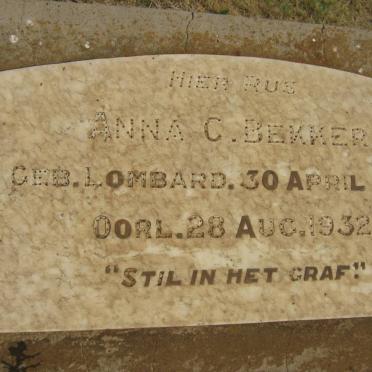 HIER RUS
ANNA C. BEKKER
GEB. LOMBARD. 30 APRIL
OORL. 28 AUG. 1932
"STIL IN HET GRAF."